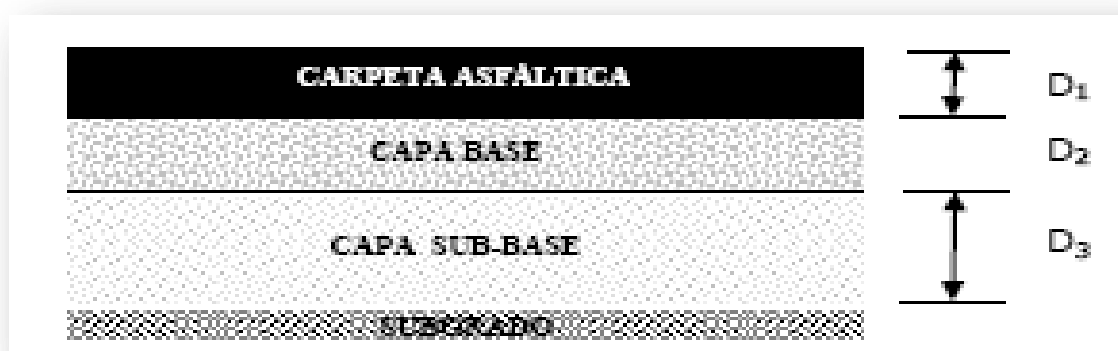 CARPETA ASFÁLTICA
D₁
CAPA BASE
D₂
CAPA SUB-BASE
D₃
SUBGRADO